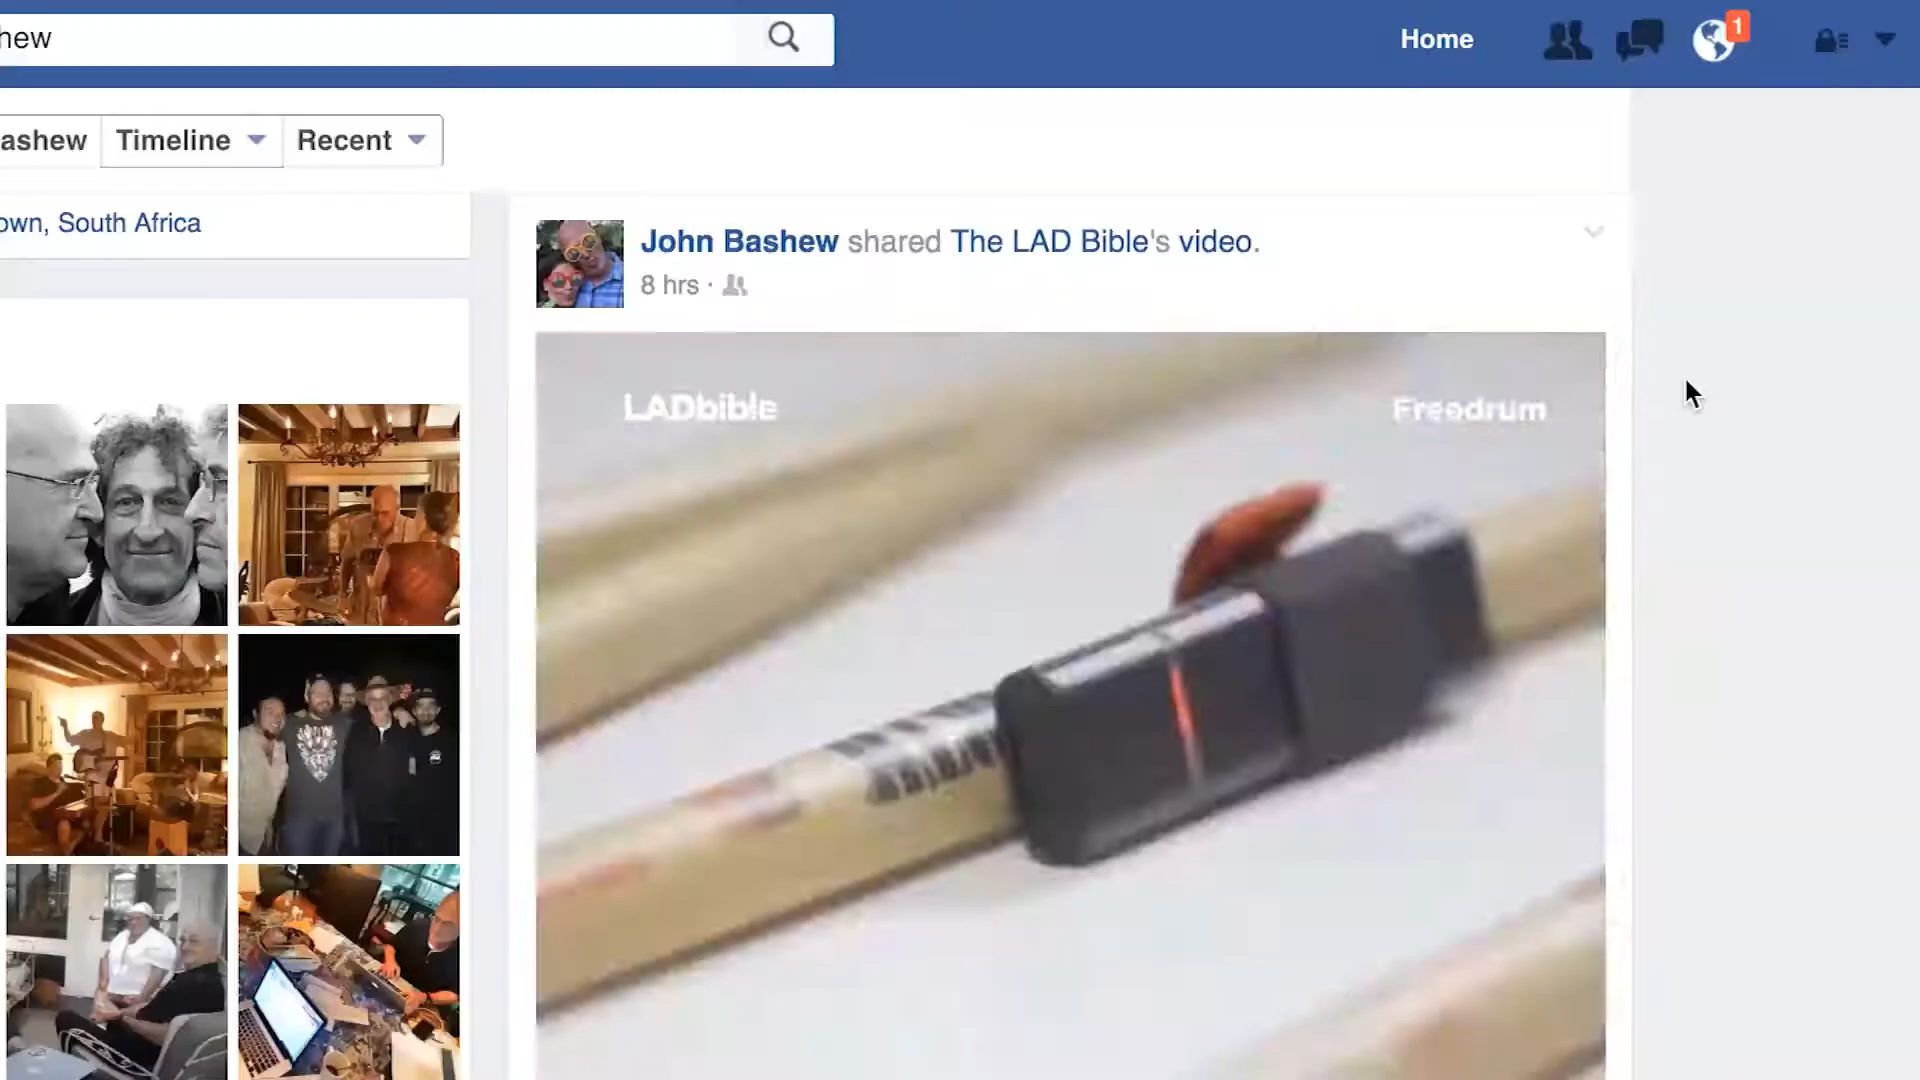 hew
Home
1
ashew Timeline Recent
own, South Africa
John Bashew shared The LAD Bible's video.
8 hrs ·
LADbible
Freedrum